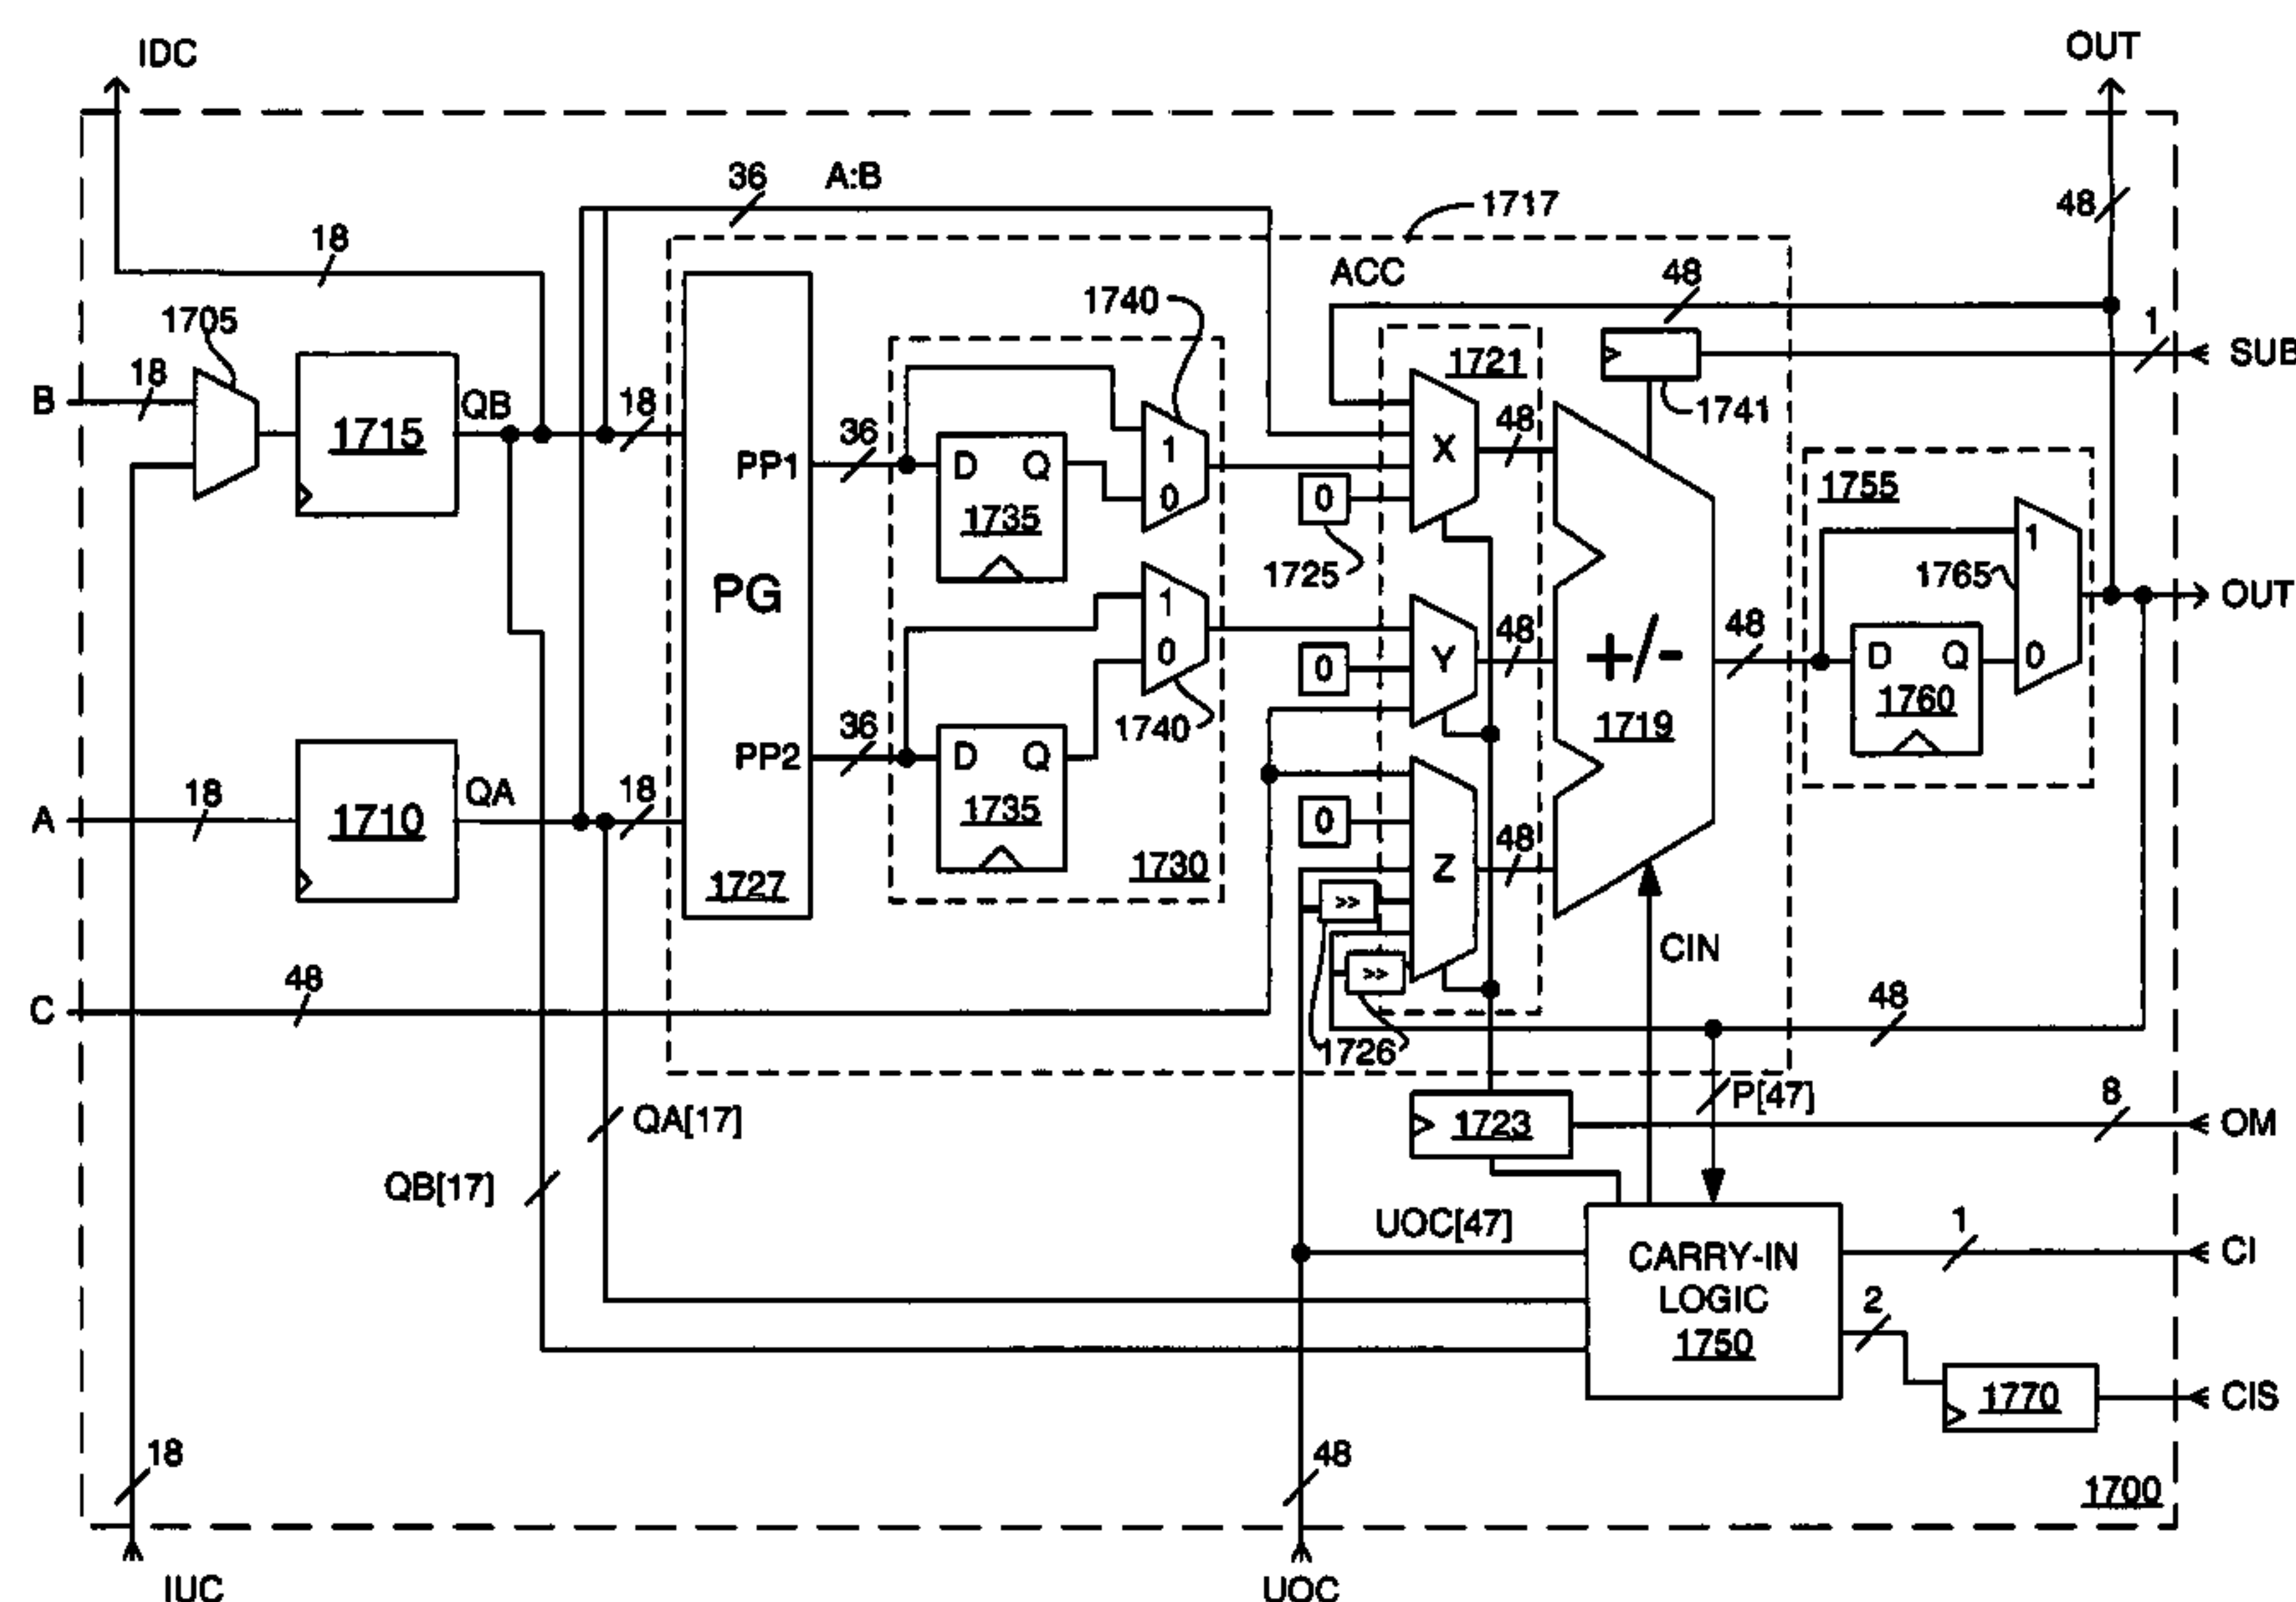 IDC
OUT
36 A:B
1717
48
18
ACC
48
1740
1705
1
SUB
1721
18
B
QB
18
1715
48
1741
36
PP1
D Q
1
0
X
1735
0
1725
1755
1
1765
OUT
PG
1
0
48
Y
0
+/-
48
D Q
0
1760
1719
1740
36
PP2
D Q
A
18
QA
18
1710
1735
0
48
Z
1730
1727
>>
CIN
48
C
>>
48
1726
P[47]
8
OM
QA[17]
1723
QB[17]
UOC[47]
1
CI
CARRY-IN
LOGIC
1750
2
1770
CIS
18
48
1700
IUC
UOC